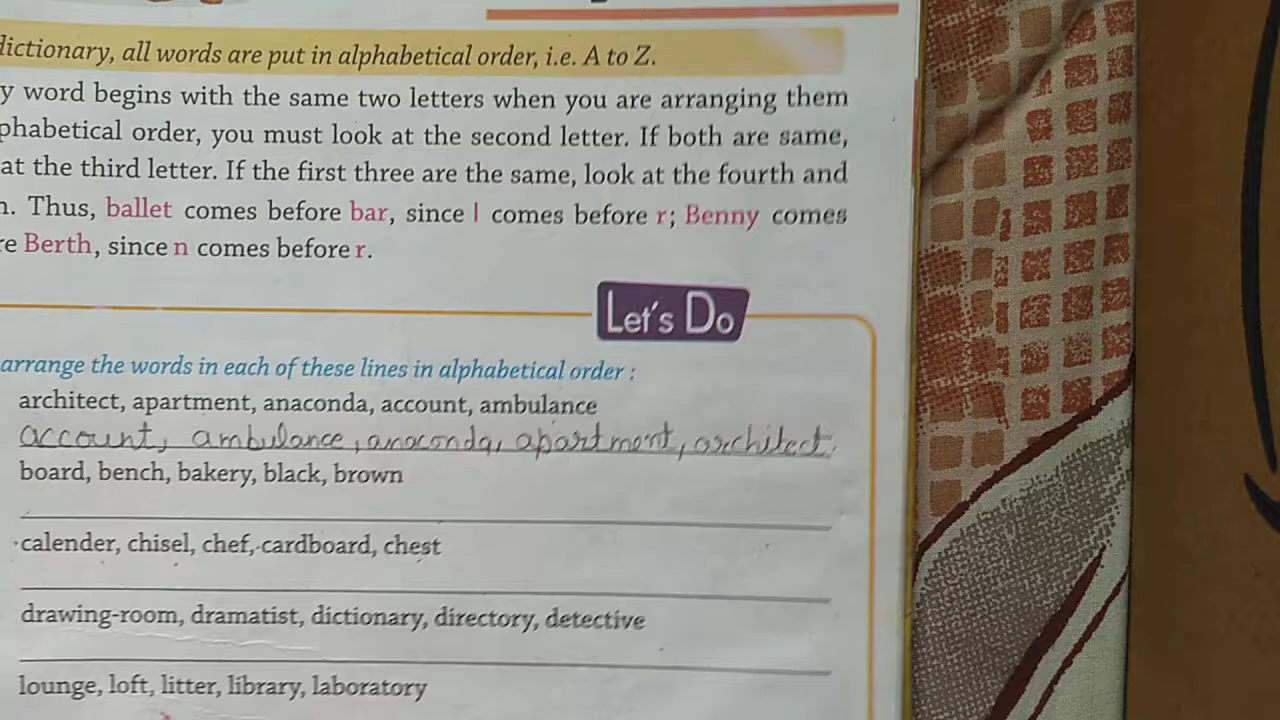 dictionary, all words are put in alphabetical order, i.e. A to Z.
y word begins with the same two letters when you are arranging them
phabetical order, you must look at the second letter. If both are same,
at the third letter. If the first three are the same, look at the fourth and
n. Thus, ballet comes before bar, since l comes before r; Benny comes
re Berth, since n comes before r.
Let's Do
arrange the words in each of these lines in alphabetical order :
architect, apartment, anaconda, account, ambulance
account, ambulance, anaconda, apartment, architect.
board, bench, bakery, black, brown
calender, chisel, chef, cardboard, chest
drawing-room, dramatist, dictionary, directory, detective
lounge, loft, litter, library, laboratory